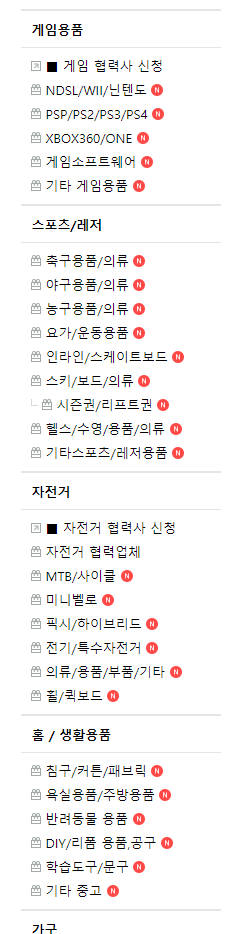 게임용품
■ 게임 협력사 신청
NDSL/WII/닌텐도 N
PSP/PS2/PS3/PS4 N
XBOX360/ONE N
게임소프트웨어 N
기타 게임용품 N
스포츠/레저
축구용품/의류 N
야구용품/의류 N
농구용품/의류 N
요가/운동용품 N
인라인/스케이트보드 N
스키/보드/의류 N
시즌권/리프트권 N
헬스/수영/용품/의류 N
기타스포츠/레저용품 N
자전거
■ 자전거 협력사 신청
자전거 협력업체
MTB/사이클 N
미니벨로 N
픽시/하이브리드 N
전기/특수자전거 N
의류/용품/부품/기타 N
휠/퀵보드 N
홈 / 생활용품
침구/커튼/패브릭 N
욕실용품/주방용품 N
반려동물 용품 N
DIY/리폼 용품,공구 N
학습도구/문구 N
기타 중고 N
가구